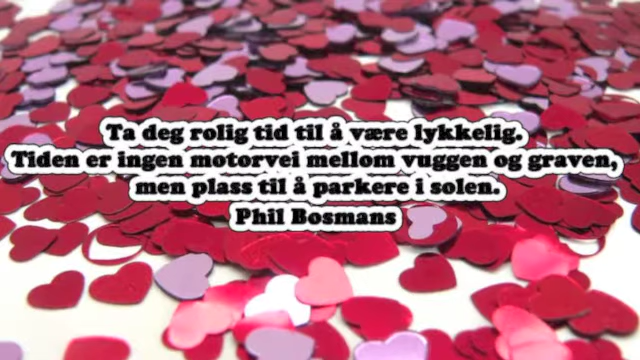 Ta deg rolig tid til å være lykkelig.
Tiden er ingen motorvei mellom vuggen og graven,
men plass til å parkere i solen.
Phil Bosmans